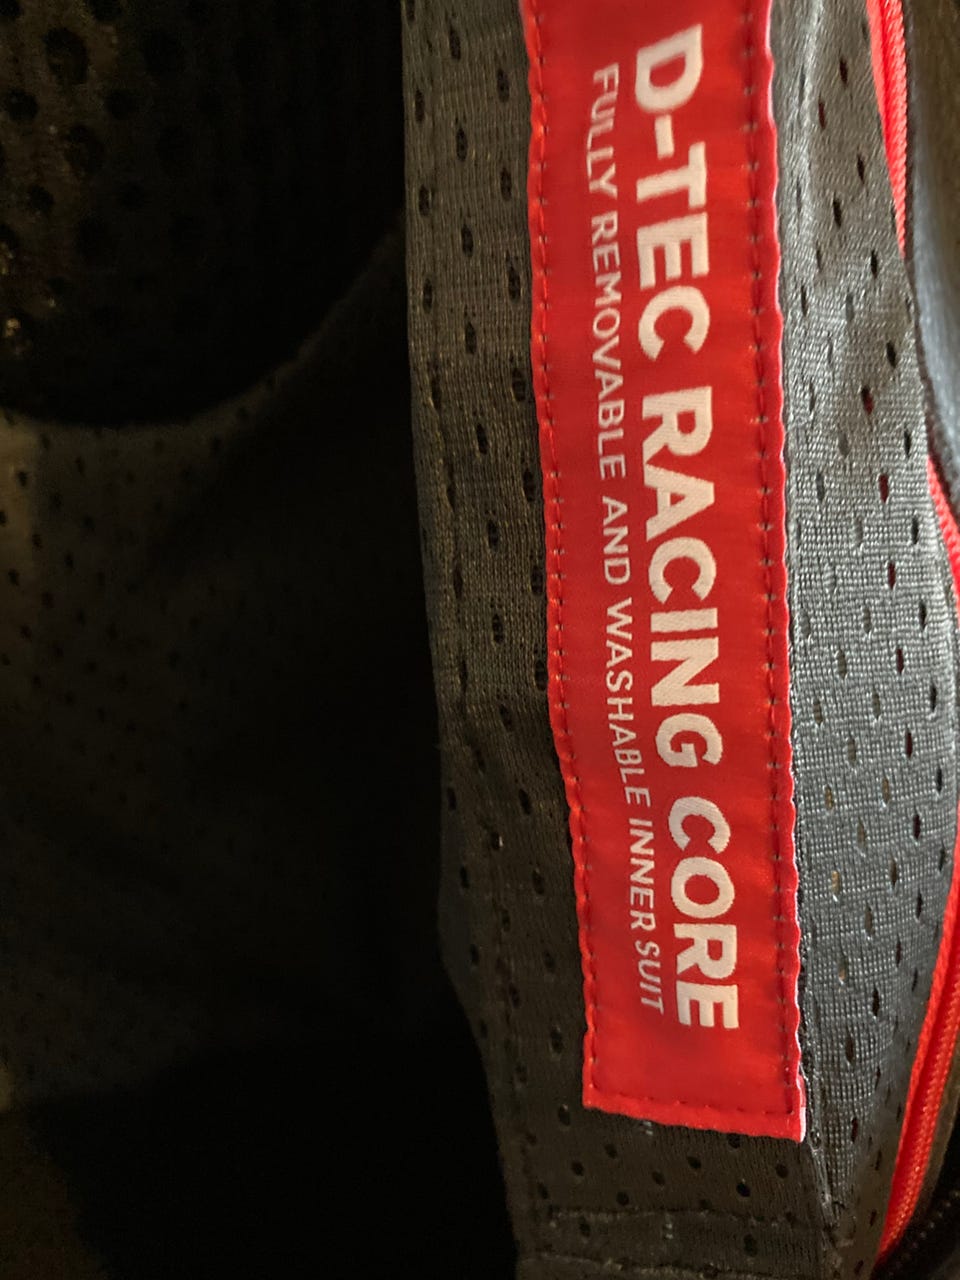 D-TEC RACING CORE
FULLY REMOVABLE AND WASHABLE INNER SUIT